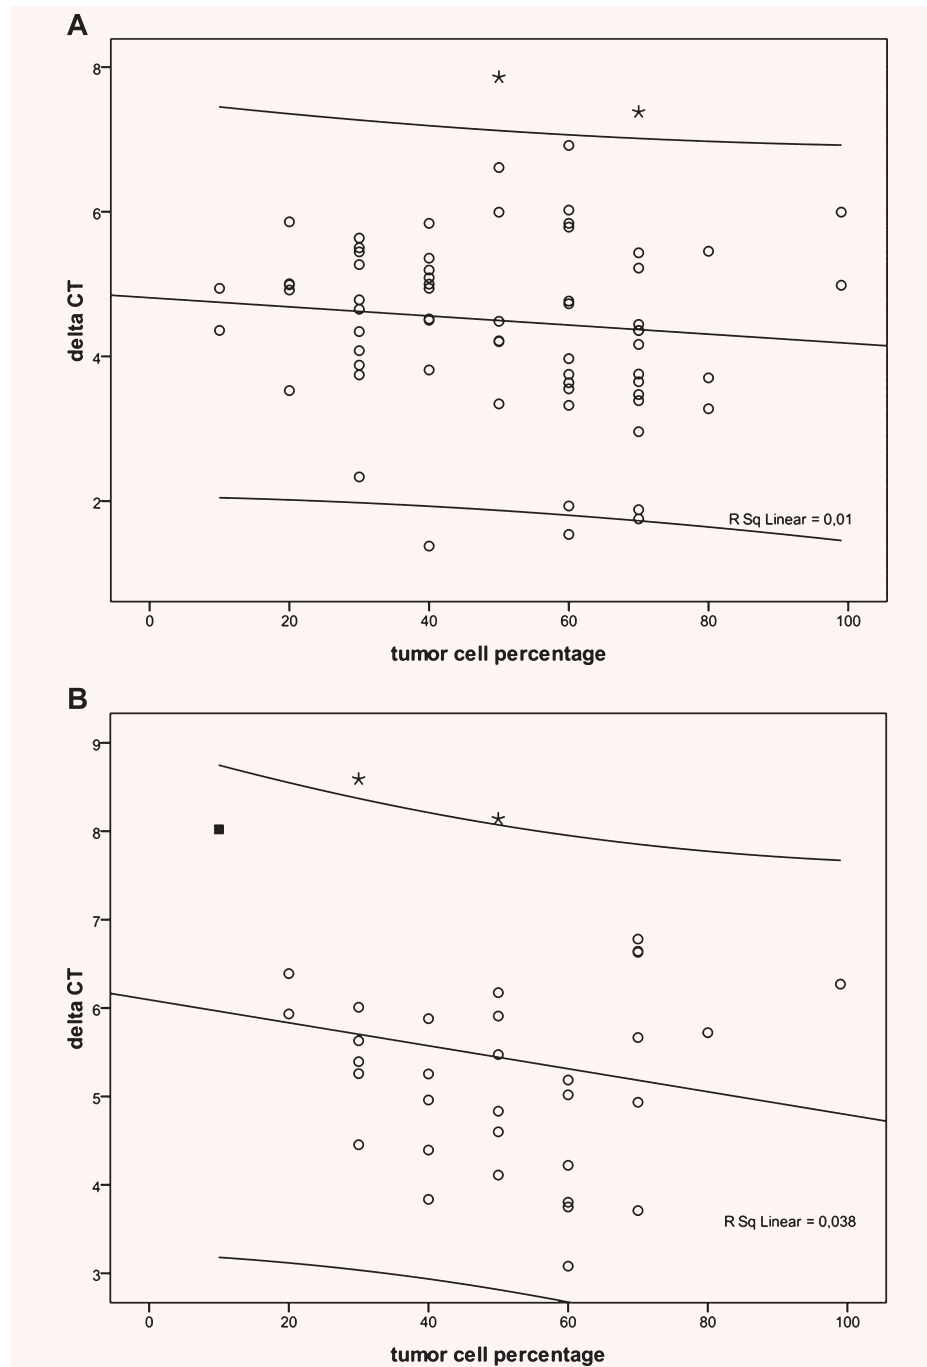 A
8
6
4
2
delta CT
R Sq Linear = 0,01
0 20 40 60 80 100
tumor cell percentage
B
9
8
7
6
5
4
3
delta CT
R Sq Linear = 0,038
0 20 40 60 80 100
tumor cell percentage